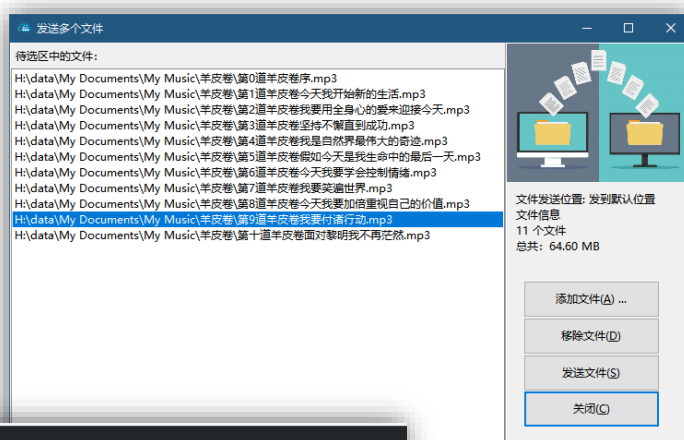 发送多个文件
待选区中的文件：
H:\data\My Documents\My Music\羊皮卷\第0道羊皮卷序.mp3
H:\data\My Documents\My Music\羊皮卷\第1道羊皮卷今天我开始新的生活.mp3
H:\data\My Documents\My Music\羊皮卷\第2道羊皮卷我要用全身心的爱来迎接今天.mp3
H:\data\My Documents\My Music\羊皮卷\第3道羊皮卷坚持不懈直到成功.mp3
H:\data\My Documents\My Music\羊皮卷\第4道羊皮卷我是自然界最伟大的奇迹.mp3
H:\data\My Documents\My Music\羊皮卷\第5道羊皮卷假如今天是我生命中的最后一天.mp3
H:\data\My Documents\My Music\羊皮卷\第6道羊皮卷今天我要学会控制情绪.mp3
H:\data\My Documents\My Music\羊皮卷\第7道羊皮卷我要笑遍世界.mp3
H:\data\My Documents\My Music\羊皮卷\第8道羊皮卷今天我要加倍重视自己的价值.mp3
H:\data\My Documents\My Music\羊皮卷\第9道羊皮卷我要付诸行动.mp3
H:\data\My Documents\My Music\羊皮卷\第十道羊皮卷面对黎明我不再茫然.mp3
文件发送位置: 发到默认位置
文件信息
11 个文件
总共：64.60 MB
添加文件(A) ...
移除文件(D)
发送文件(S)
关闭(C)